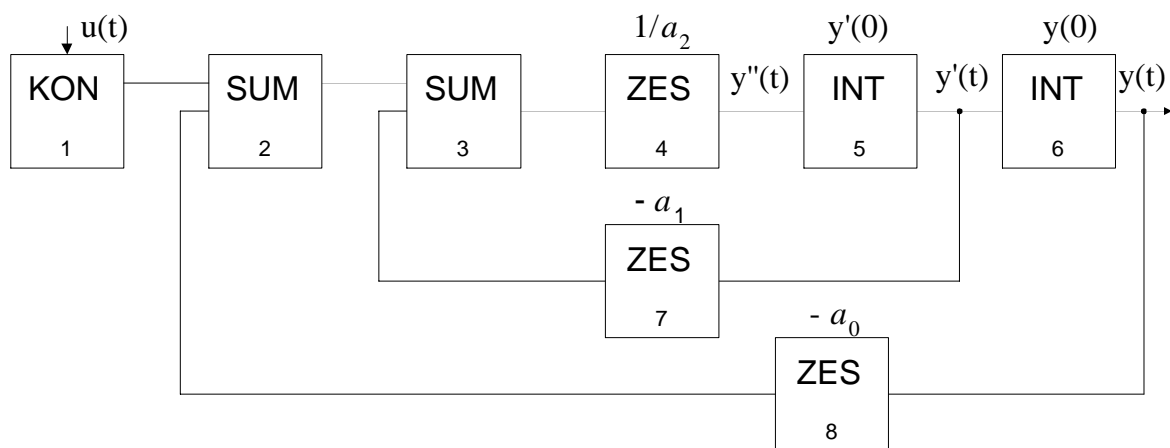 u(t)
1/a₂
y'(0)
y(0)
KON
SUM
SUM
ZES
y''(t)
INT
y'(t)
INT
y(t)
1
2
3
4
5
6
- a₁
ZES
7
- a₀
ZES
8